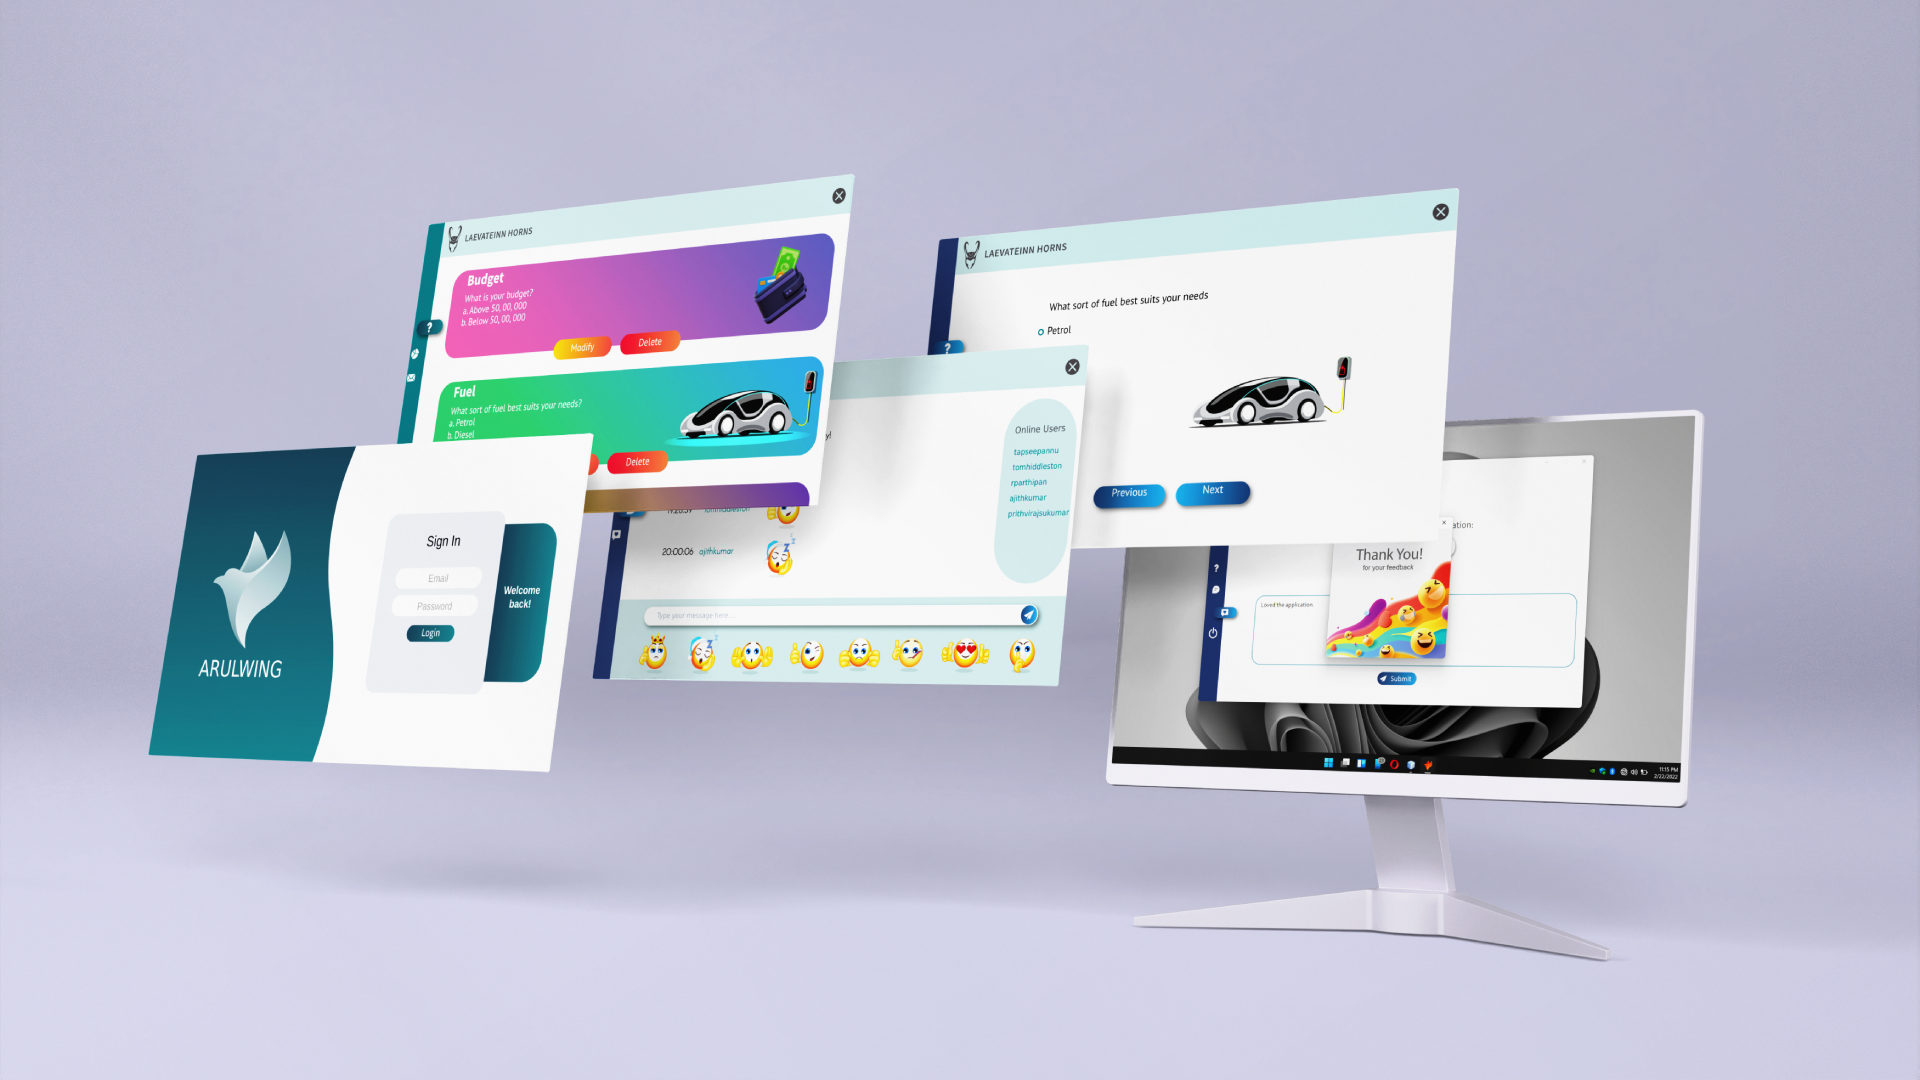 LAEVATEINN HORNS
Budget
What is your budget?
a. Above 50, 00, 000
b. Below 50, 00, 000
Modify
Delete
Fuel
What sort of fuel best suits your needs?
a. Petrol
b. Diesel
Delete
LAEVATEINN HORNS
What sort of fuel best suits your needs
Petrol
Previous
Next
Online Users
tapseepannu
tomhiddleston
rparthipan
ajithkumar
prithvirajsukumar
tomhiddleston
20:00:06 ajithkumar
Type your message here...
Sign In
Email
Password
Login
Welcome
back!
ARULWING
ation:
Thank You!
for your feedback
Loved the application.
Submit
11:15 PM
2/22/2022